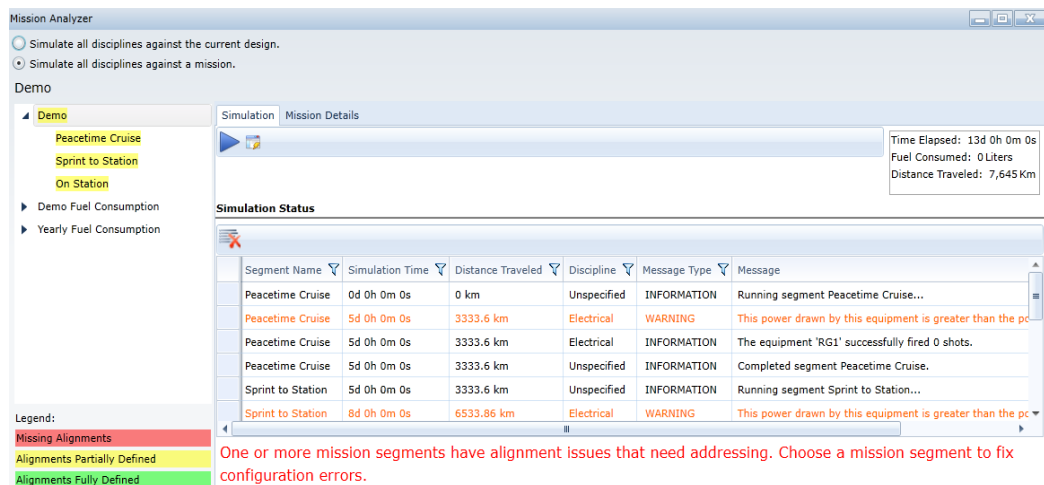 Mission Analyzer
Simulate all disciplines against the current design.
Simulate all disciplines against a mission.
Demo
Demo
Peacetime Cruise
Sprint to Station
On Station
Demo Fuel Consumption
Yearly Fuel Consumption
Legend:
Missing Alignments
Alignments Partially Defined
Alignments Fully Defined
Simulation Mission Details
Time Elapsed: 13d 0h 0m 0s
Fuel Consumed: 0 Liters
Distance Traveled: 7,645 Km
Simulation Status
Segment Name Simulation Time Distance Traveled Discipline Message Type Message
Peacetime Cruise 0d 0h 0m 0s 0 km Unspecified INFORMATION Running segment Peacetime Cruise...
Peacetime Cruise 5d 0h 0m 0s 3333.6 km Electrical WARNING This power drawn by this equipment is greater than the
Peacetime Cruise 5d 0h 0m 0s 3333.6 km Electrical INFORMATION The equipment 'RG1' successfully fired 0 shots.
Peacetime Cruise 5d 0h 0m 0s 3333.6 km Unspecified INFORMATION Completed segment Peacetime Cruise.
Sprint to Station 5d 0h 0m 0s 3333.6 km Unspecified INFORMATION Running segment Sprint to Station...
Sprint to Station 8d 0h 0m 0s 6533.86 km Electrical WARNING This power drawn by this equipment is greater than the
One or more mission segments have alignment issues that need addressing. Choose a mission segment to fix
configuration errors.